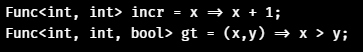 Func<int, int> incr = x => x + 1;
Func<int, int, bool> gt = (x,y) => x > y;